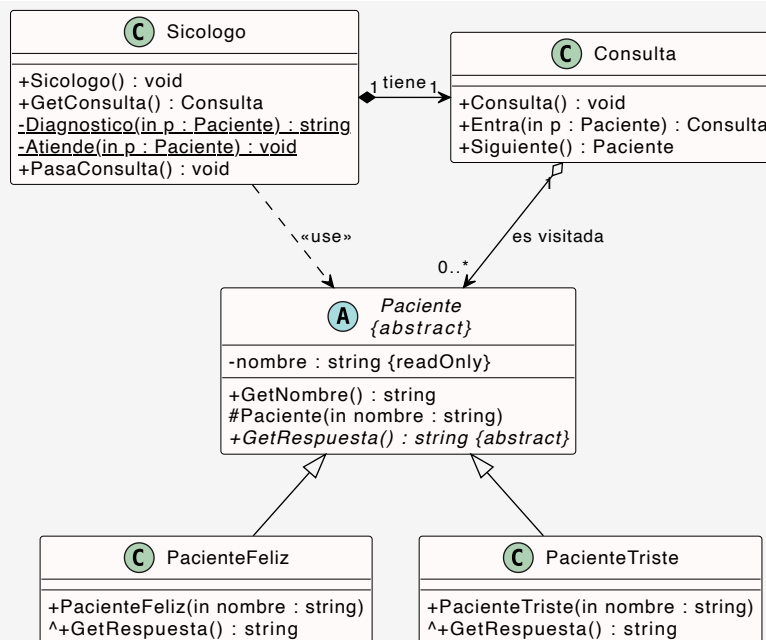 C Sicologo
+Sicologo() : void
+GetConsulta() : Consulta
-Diagnostico(in p : Paciente) : string
-Atiende(in p : Paciente) : void
+PasaConsulta() : void
1 tiene 1
C Consulta
+Consulta() : void
+Entra(in p : Paciente) : Consulta
+Siguiente() : Paciente
1
«use»
es visitada
0..*
A Paciente
{abstract}
-nombre : string {readOnly}
+GetNombre() : string
#Paciente(in nombre : string)
+GetRespuesta() : string {abstract}
C PacienteFeliz
+PacienteFeliz(in nombre : string)
^+GetRespuesta() : string
C PacienteTriste
+PacienteTriste(in nombre : string)
^+GetRespuesta() : string